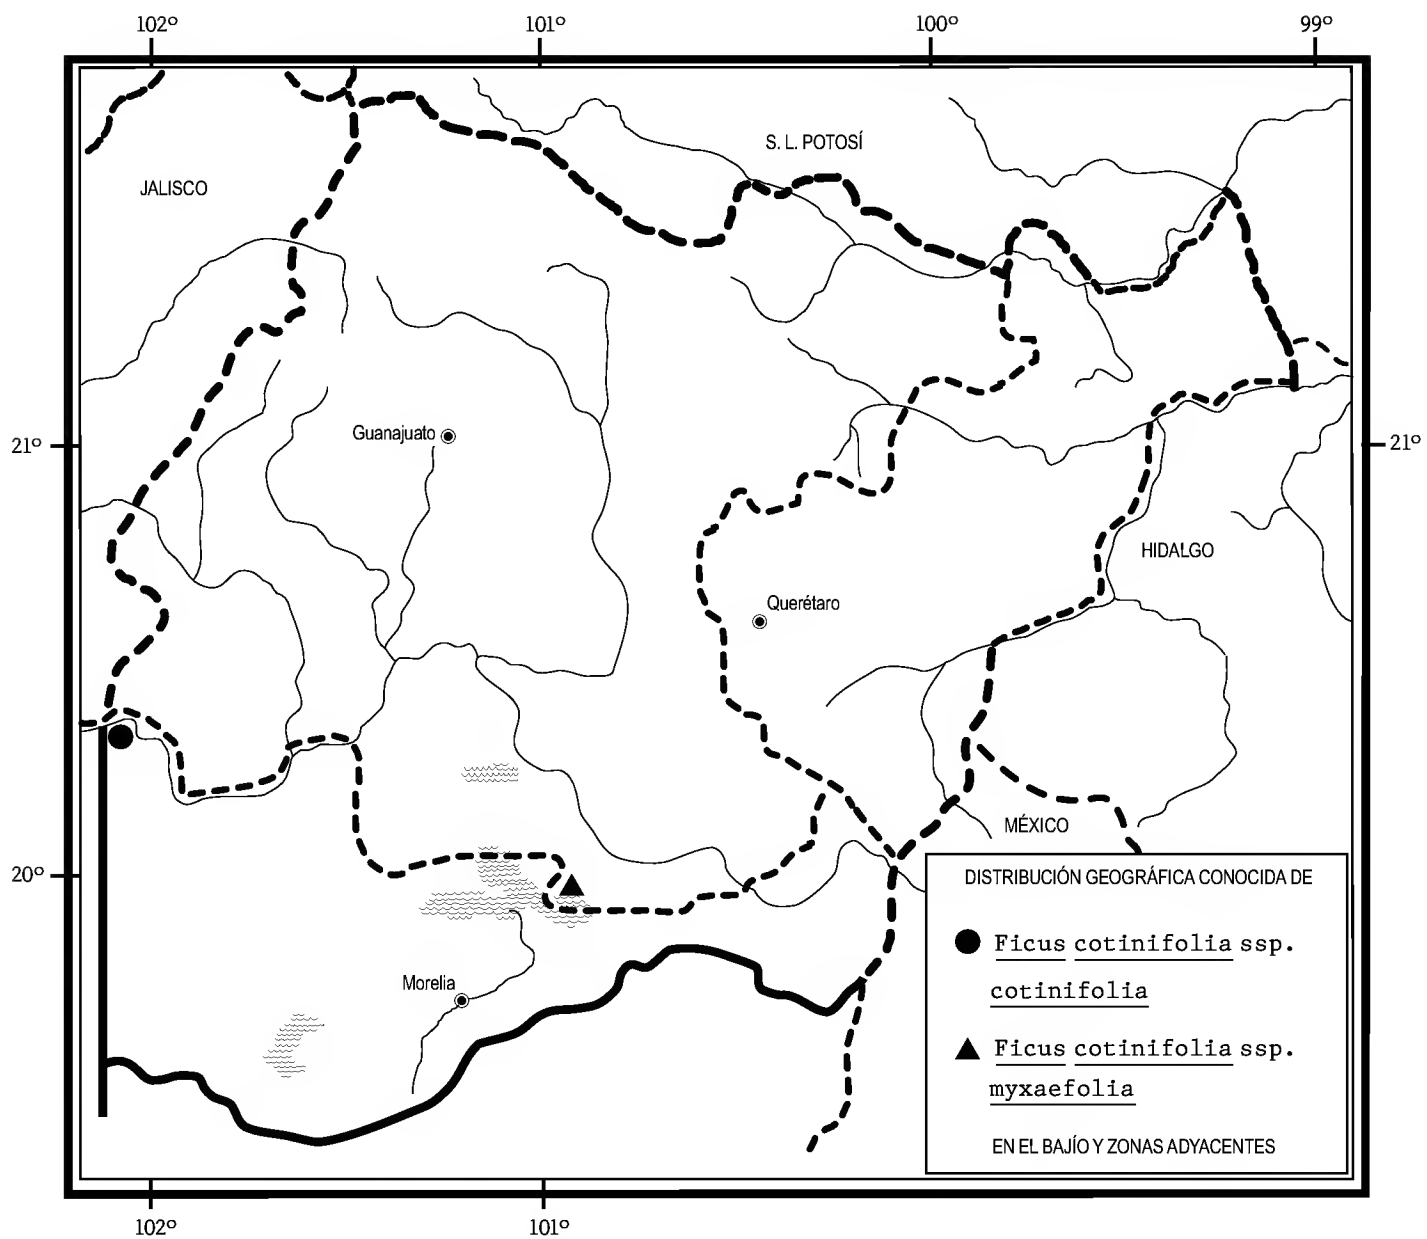 102º 101º 100º 99º
S. L. POTOSÍ
JALISCO
Guanajuato
21º 21º
HIDALGO
Querétaro
MÉXICO
20º
DISTRIBUCIÓN GEOGRÁFICA CONOCIDA DE
Ficus cotinifolia ssp.
cotinifolia
Ficus cotinifolia ssp.
myxaefolia
EN EL BAJÍO Y ZONAS ADYACENTES
Morelia
102º 101º